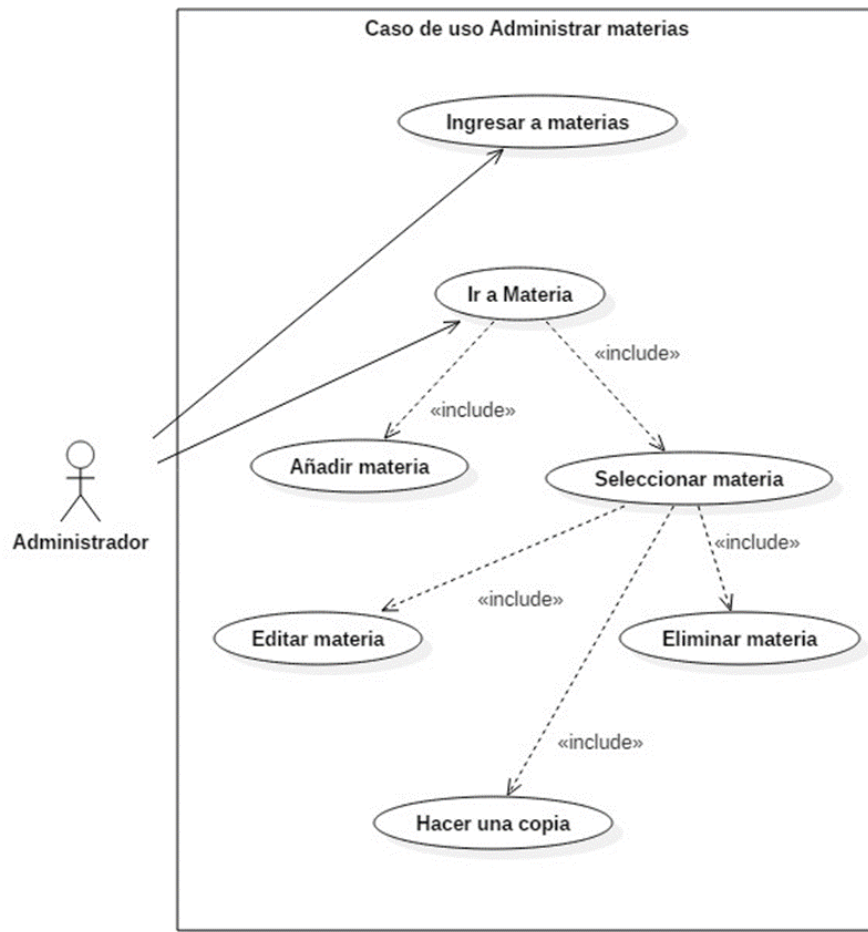 Caso de uso Administrar materias
Ingresar a materias
Ir a Materia
«include»
«include»
Añadir materia
Seleccionar materia
Administrador
«include»
«include»
Editar materia
Eliminar materia
«include»
Hacer una copia